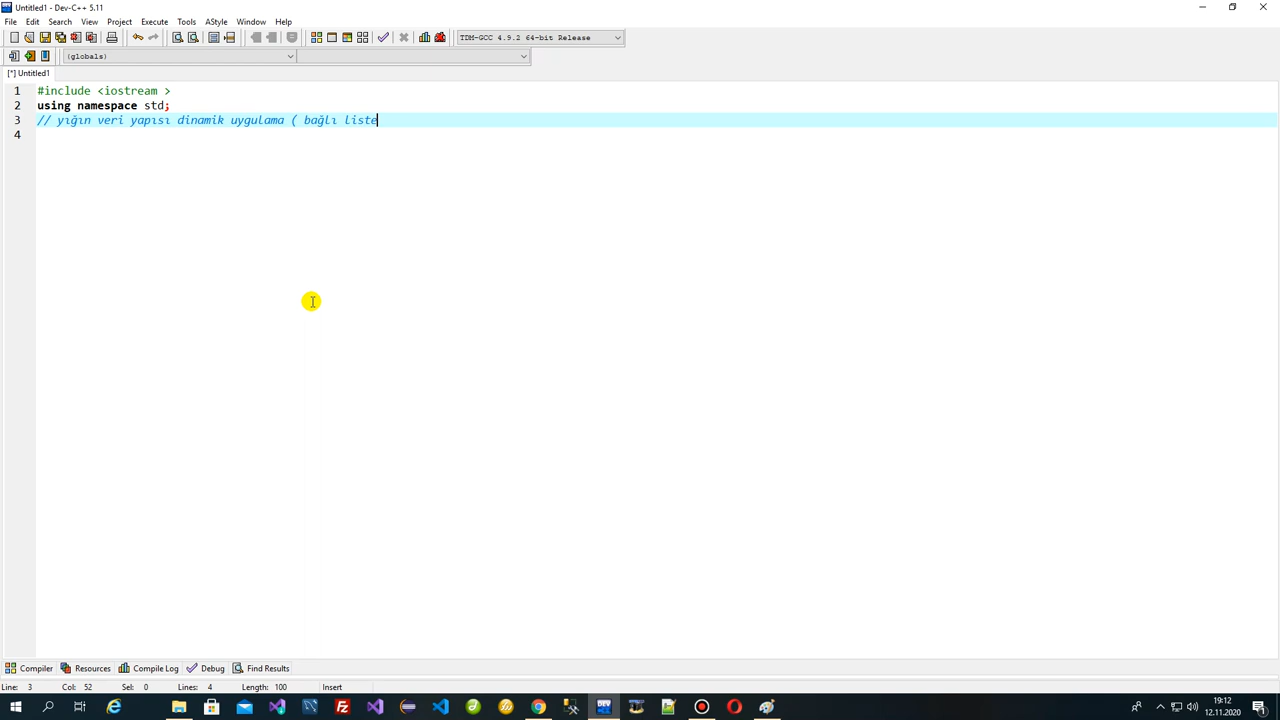 Untitled1 - Dev-C++ 5.11
File Edit Search View Project Execute Tools AStyle Window Help
TDM-GCC 4.9.2 64-bit Release
(globals)
[*] Untitled1
1 #include <iostream >
2 using namespace std;
3 // yığın veri yapısı dinamik uygulama ( bağlı liste
4
Compiler Resources Compile Log Debug Find Results
Line: 3 Col: 52 Sel: 0 Lines: 4 Length: 100 Insert
19:12
12.11.2020